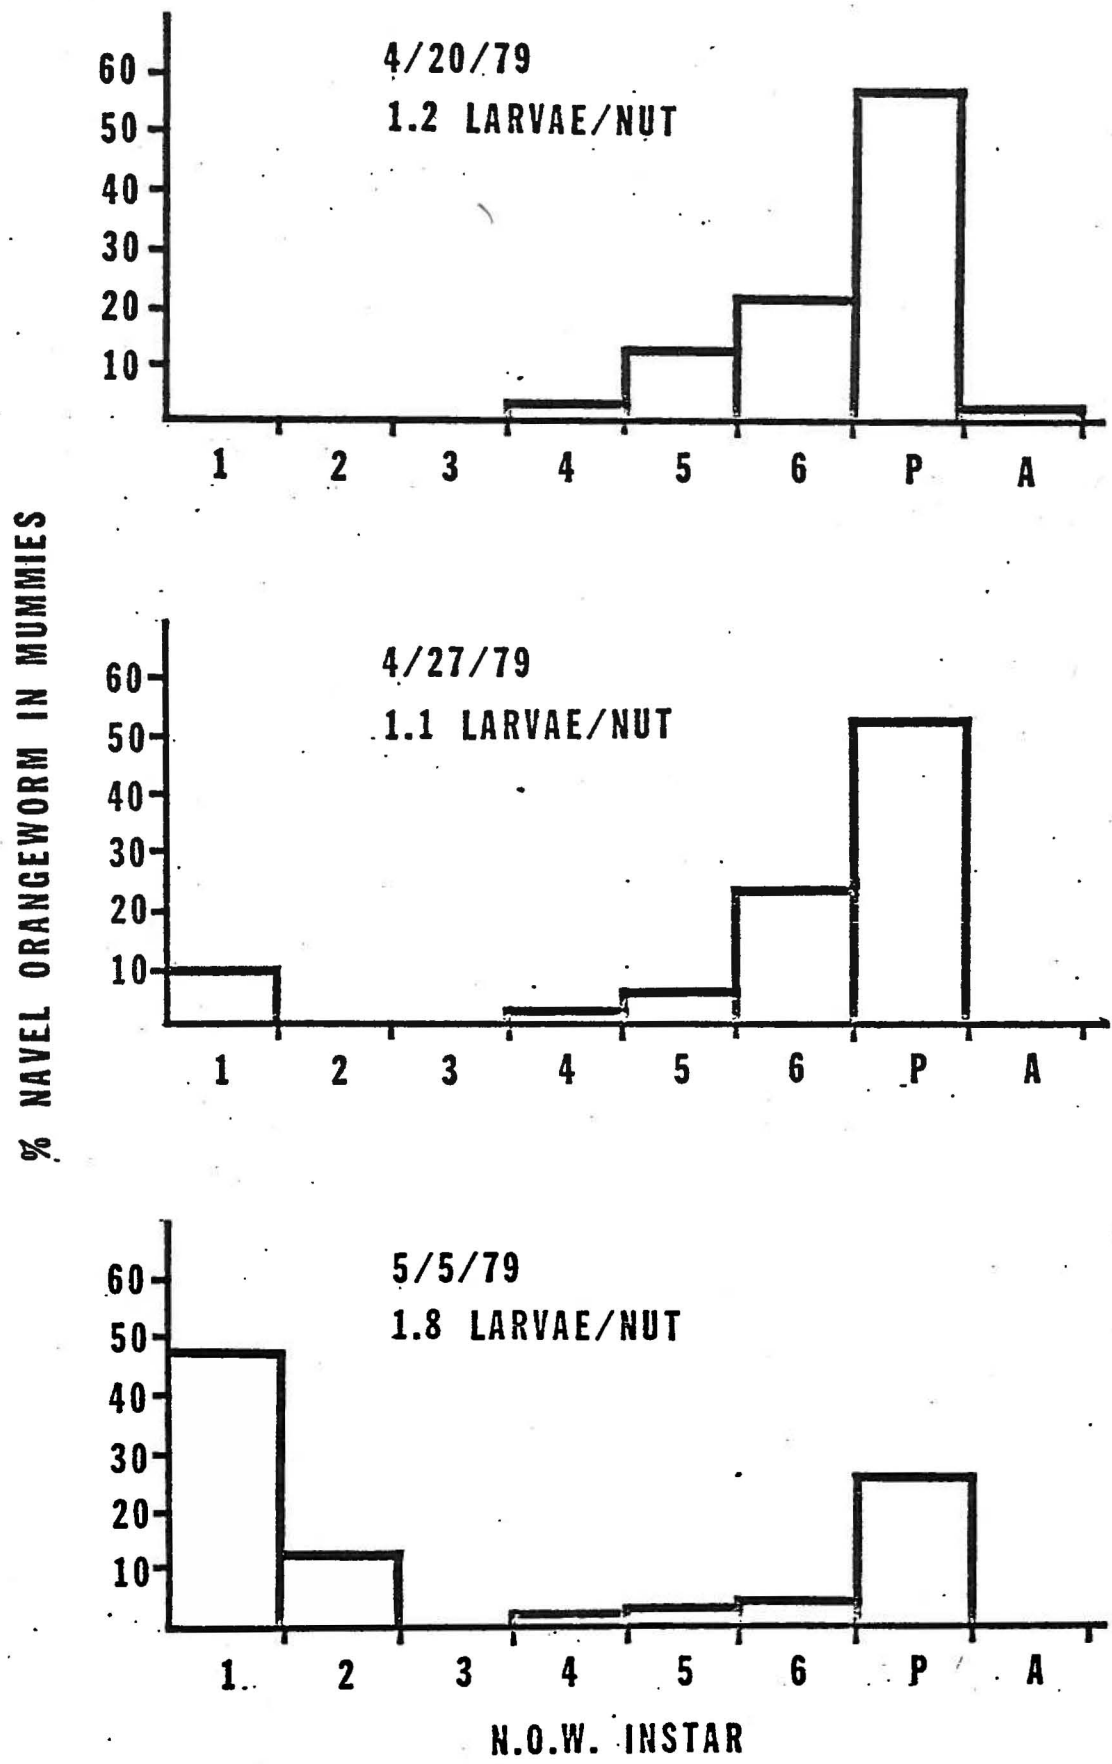 4/20/79
1.2 LARVAE/NUT
60
50
40
30
20
10
1 2 3 4 5 6 P A
% NAVEL ORANGEWORM IN MUMMIES
4/27/79
1.1 LARVAE/NUT
60
50
40
30
20
10
1 2 3 4 5 6 P A
5/5/79
1.8 LARVAE/NUT
60
50
40
30
20
10
1 2 3 4 5 6 P A
N.O.W. INSTAR